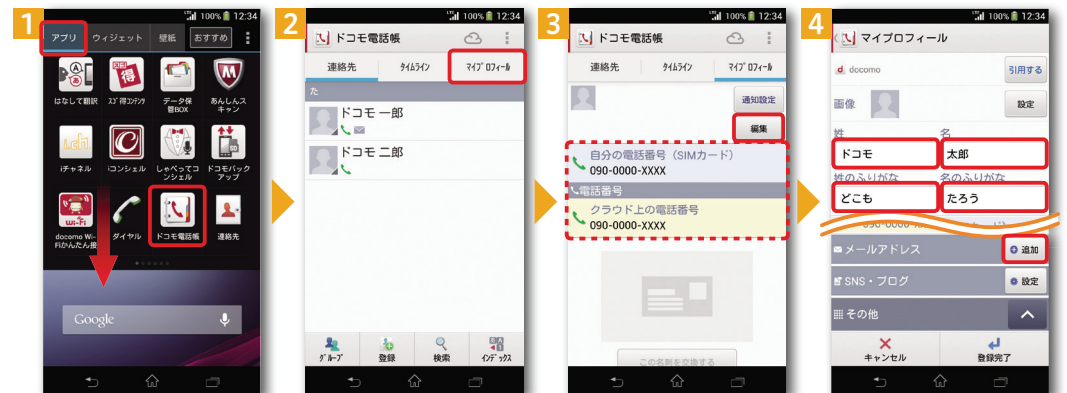 1
LTE 100% 12:34
アプリ ウィジェット 壁紙 おすすめ
はなして翻訳 スゴ得コンテンツ データ保管BOX あんしんスキャン
iチャネル iコンシェル しゃべってコンシェル ドコモバックアップ
docomo Wi-Fiかんたん接 ダイヤル ドコモ電話帳 連絡先
Google
2
LTE 100% 12:34
ドコモ電話帳
連絡先 タイムライン マイプロフィール
た
ドコモ 一郎
ドコモ 二郎
グループ 登録 検索 インデックス
3
LTE 100% 12:34
ドコモ電話帳
連絡先 タイムライン マイプロフィール
通知設定
編集
自分の電話番号（SIMカード）
090-0000-XXXX
電話番号
クラウド上の電話番号
090-0000-XXXX
この名刺を交換する
4
LTE 100% 12:34
マイプロフィール
d docomo 引用する
画像 設定
姓 名
ドコモ 太郎
姓のふりがな 名のふりがな
どこも たろう
メールアドレス 追加
SNS・ブログ 設定
その他
キャンセル 登録完了